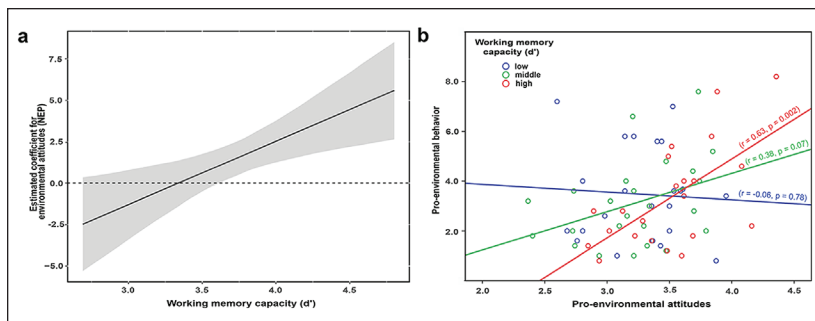 a
Estimated coefficient for
environmental attitudes (NEP)
7.5
5.0
2.5
0.0
-2.5
-5.0
3.0 3.5 4.0 4.5
Working memory capacity (d')
b
Working memory
capacity (d')
low
middle
high
Pro-environmental behavior
8.0
6.0
4.0
2.0
(r = 0.63, p = 0.002)
(r = 0.38, p = 0.07)
(r = -0.06, p = 0.78)
2.0 2.5 3.0 3.5 4.0 4.5
Pro-environmental attitudes